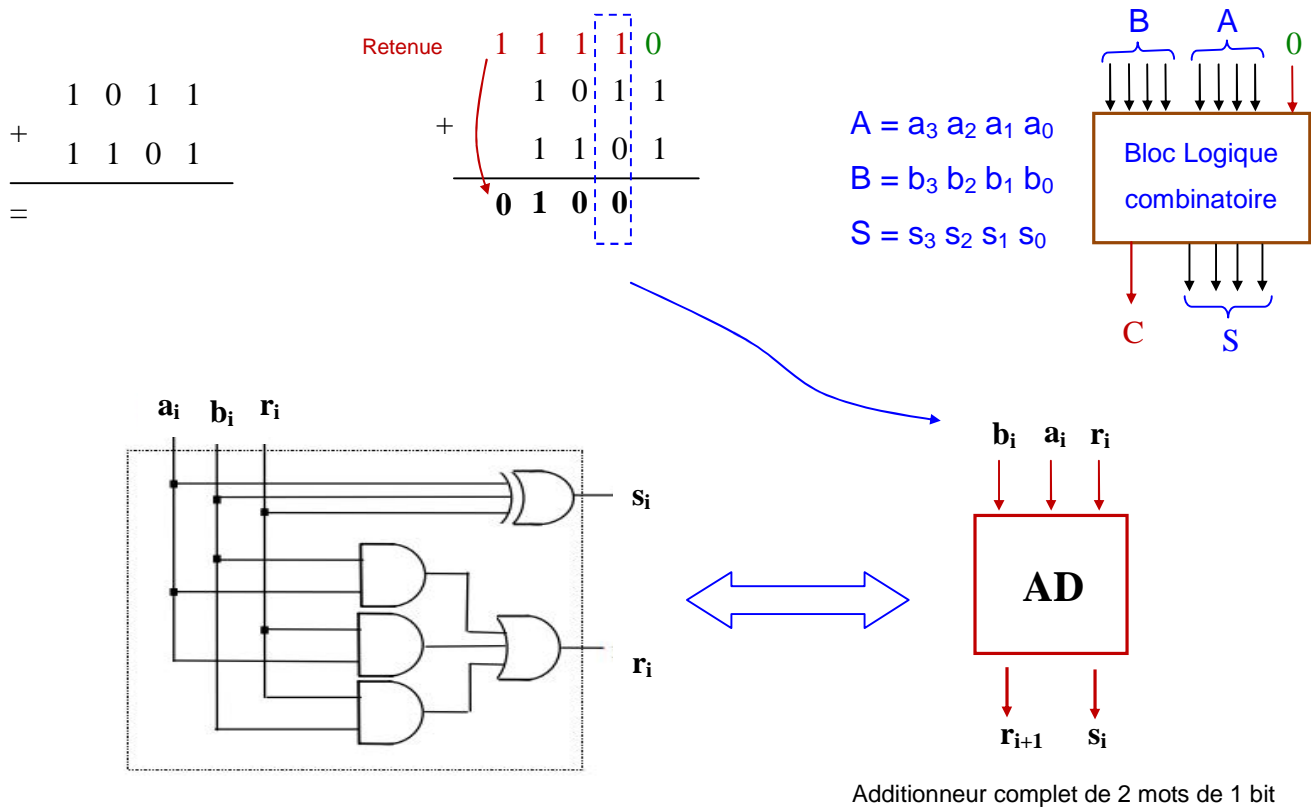 1 0 1 1
+
1 1 0 1
=
Retenue 1 1 1 1 0
1 0 1 1
+
1 1 0 1
0 1 0 0
A = a₃ a₂ a₁ a₀
B = b₃ b₂ b₁ b₀
S = s₃ s₂ s₁ s₀
B A 0
Bloc Logique
combinatoire
C S
aᵢ bᵢ rᵢ
sᵢ
rᵢ
bᵢ aᵢ rᵢ
AD
rᵢ₊₁ sᵢ
Additionneur complet de 2 mots de 1 bit